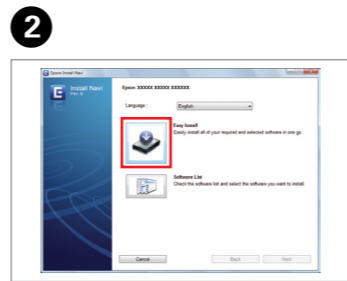 2
Epson Install Navi
Install Navi
Epson XXXXX XXXXX XXXXXX
Language :
English
Easy Install
Easily install all of your required and selected software in one go.
Software List
Check the software list and select the software you want to install.
Cancel
Back
Next